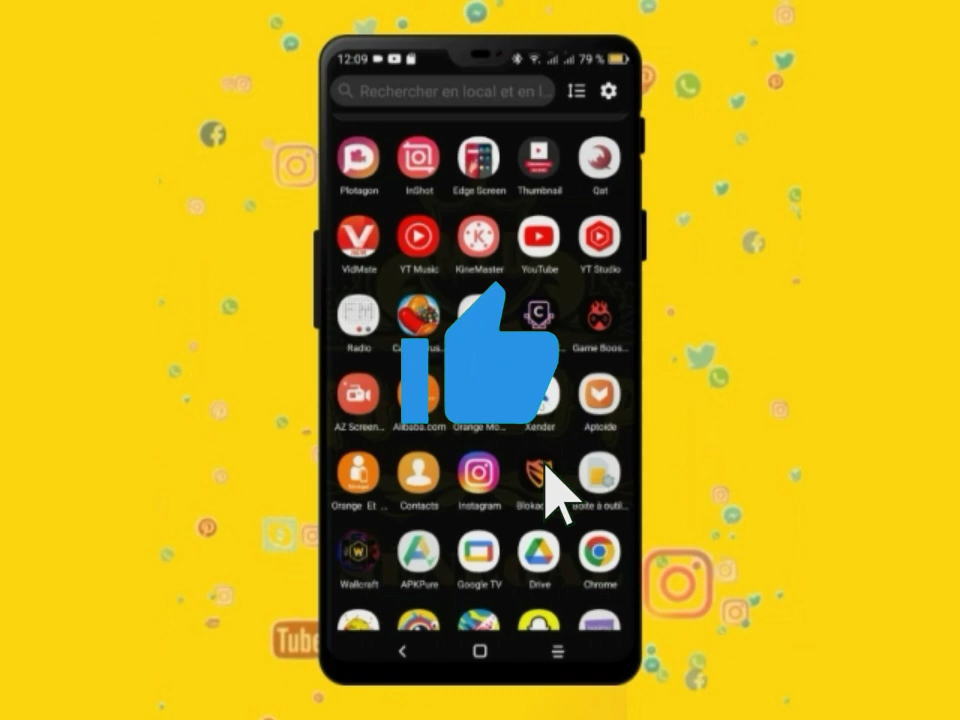 12:09 79 %
Rechercher en local et en l...
Plotagon InShot Edge Screen Thumbnail Qat
VidMate YT Music KineMaster YouTube YT Studio
Radio Game Boos...
AZ Screen... Alibaba.com Orange Mo... Xender Aptoide
Orange Et ... Contacts Instagram Boîte à outil...
Wallcraft APKPure Google TV Drive Chrome
Tube